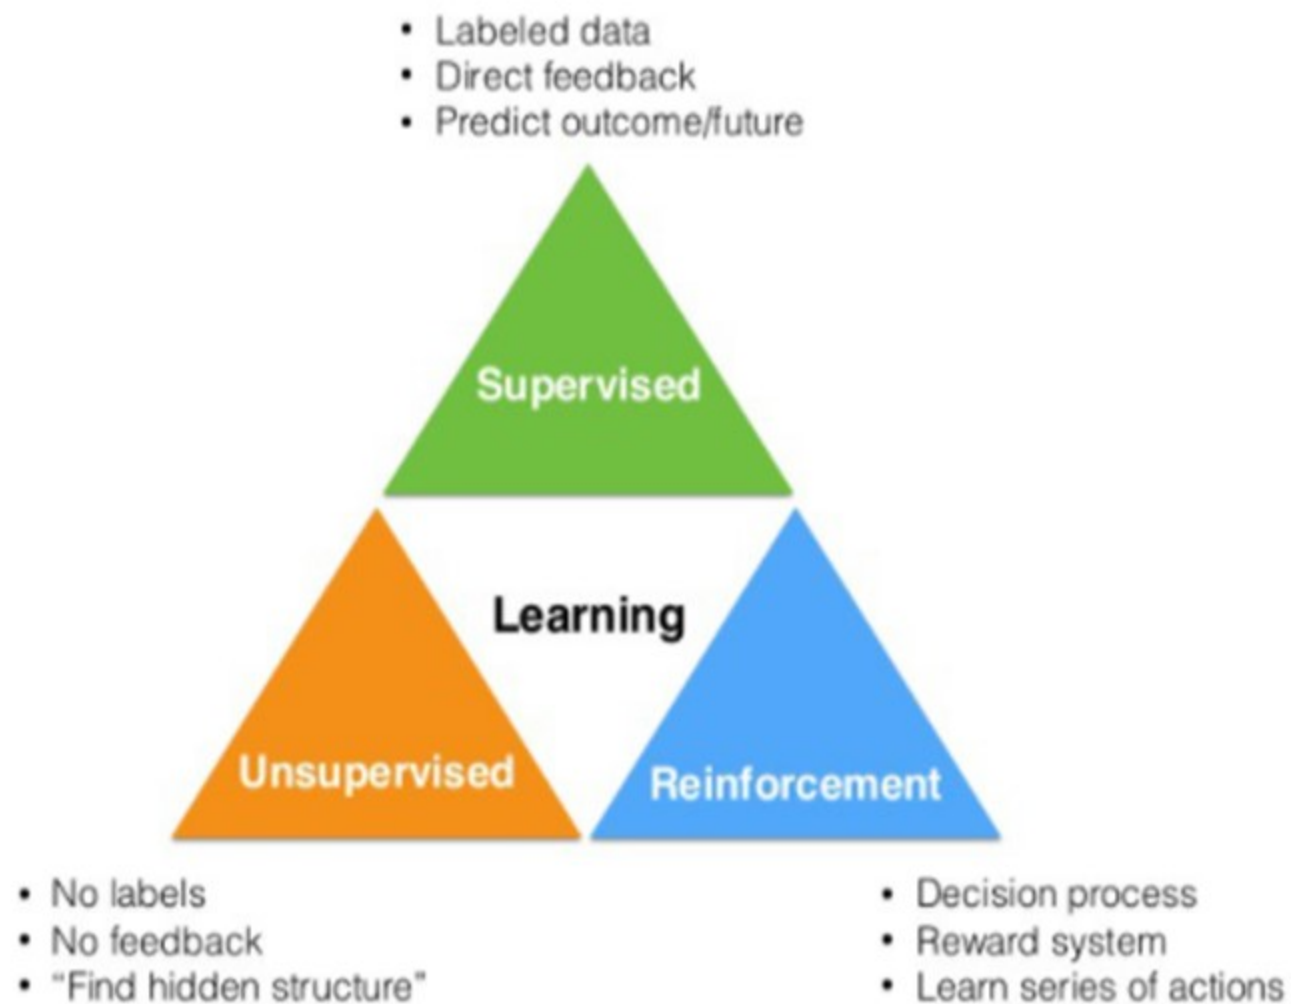 • Labeled data
• Direct feedback
• Predict outcome/future
Supervised
Learning
Unsupervised
Reinforcement
• No labels
• No feedback
• “Find hidden structure”
• Decision process
• Reward system
• Learn series of actions